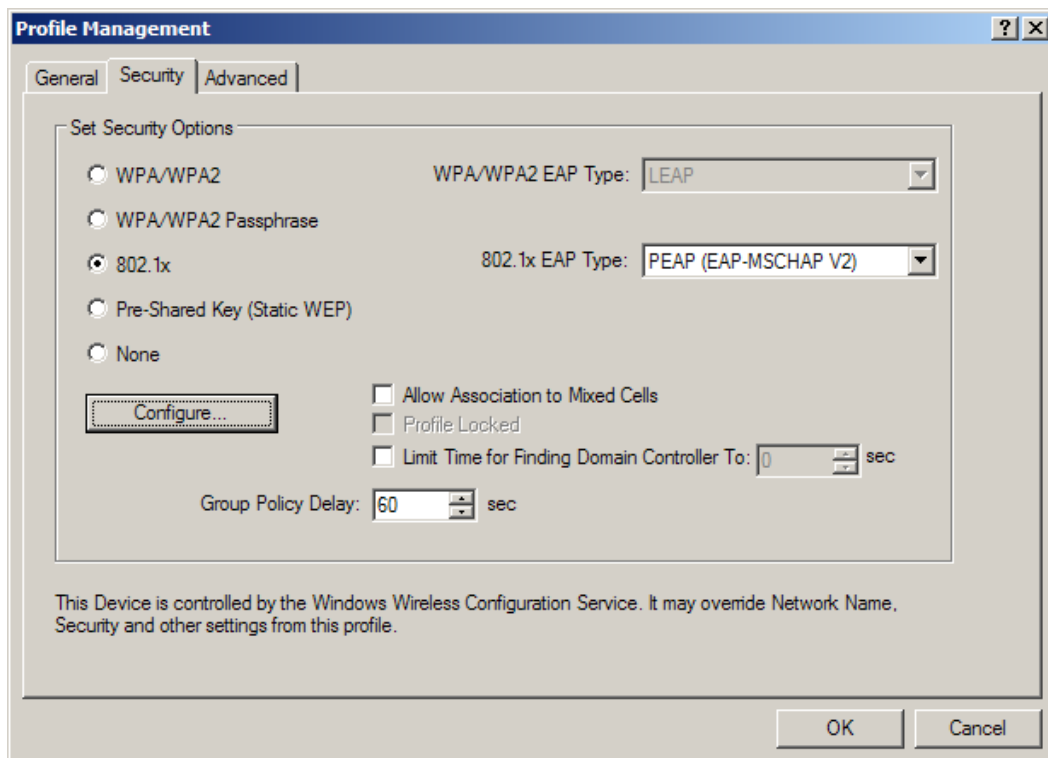 Profile Management
General Security Advanced
Set Security Options
WPA/WPA2 WPA/WPA2 EAP Type: LEAP
WPA/WPA2 Passphrase
802.1x 802.1x EAP Type: PEAP (EAP-MSCHAP V2)
Pre-Shared Key (Static WEP)
None
Configure... Allow Association to Mixed Cells
Profile Locked
Limit Time for Finding Domain Controller To: 0 sec
Group Policy Delay: 60 sec
This Device is controlled by the Windows Wireless Configuration Service. It may override Network Name,
Security and other settings from this profile.
OK Cancel